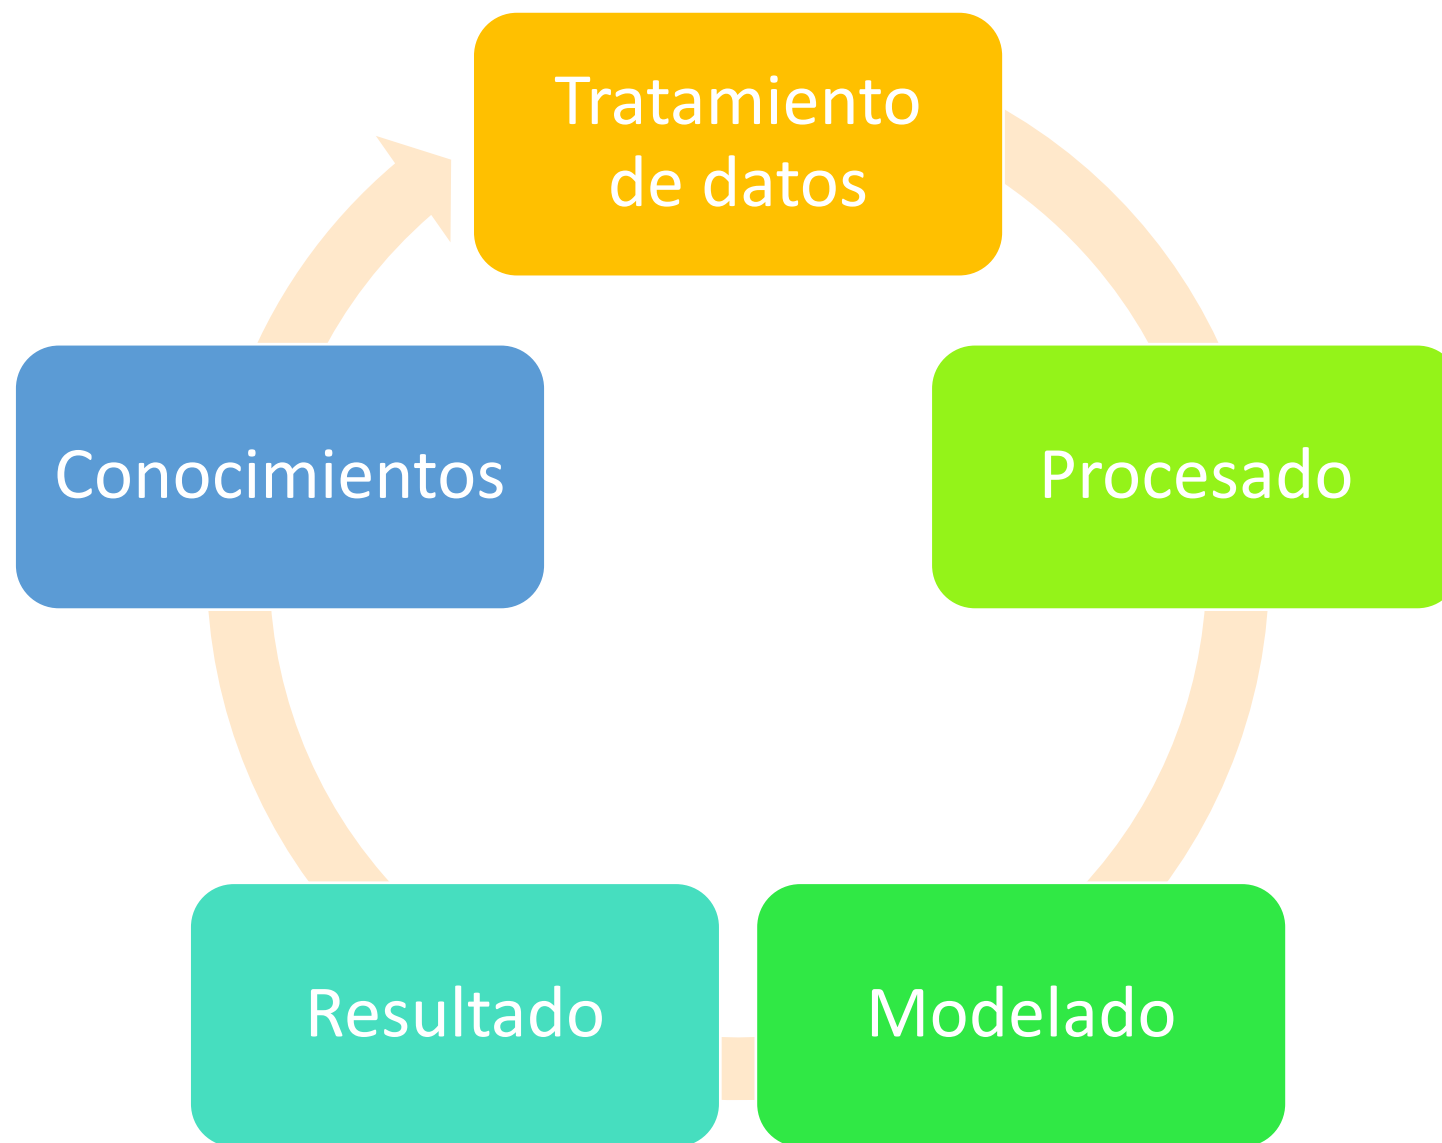 Tratamiento
de datos
Procesado
Modelado
Resultado
Conocimientos